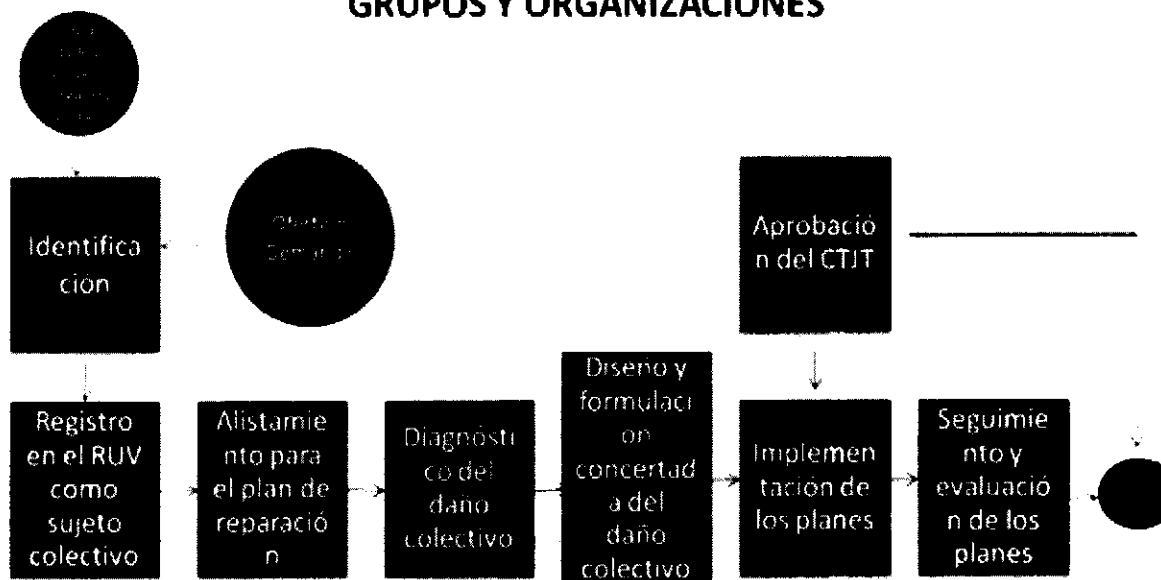 GRUPOS Y ORGANIZACIONES
Identifica
ción
Aprobació
n del CTJT
Registro
en el RUV
como
sujeto
colectivo
Alistamie
nto para
el plan de
reparació
n
Diagnósti
co del
daño
colectivo
Diseño y
formulaci
on
concertad
a del
daño
colectivo
Implemen
tación de
los planes
Seguimie
nto y
evaluació
n de los
planes